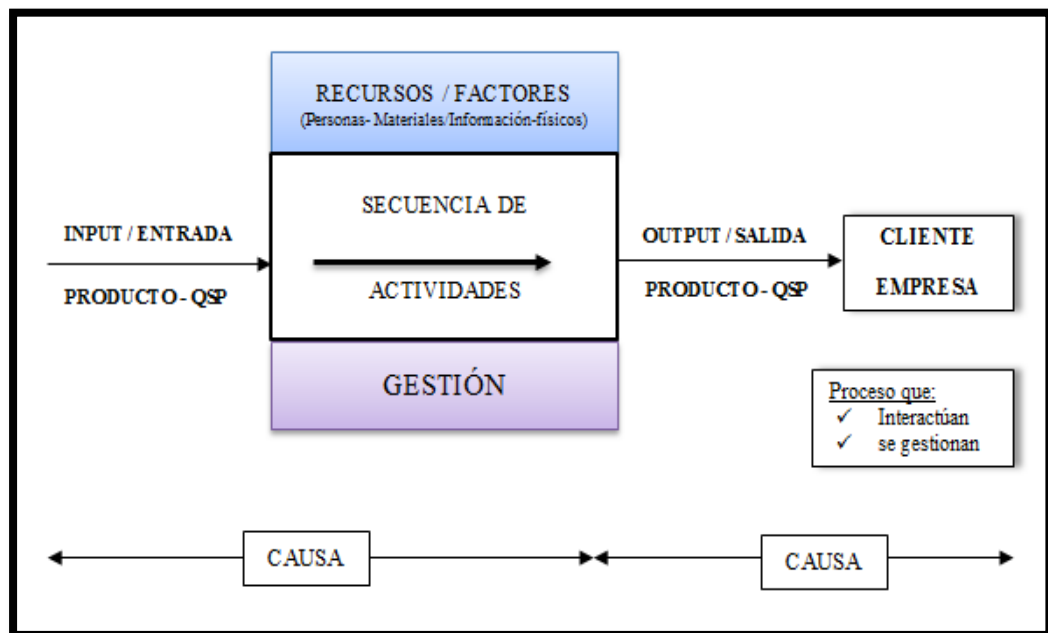 RECURSOS / FACTORES
(Personas- Materiales/Información-físicos)
SECUENCIA DE
ACTIVIDADES
GESTIÓN
INPUT / ENTRADA
PRODUCTO - QSP
OUTPUT / SALIDA
PRODUCTO - QSP
CLIENTE
EMPRESA
Proceso que:
✓ Interactúan
✓ se gestionan
CAUSA
CAUSA